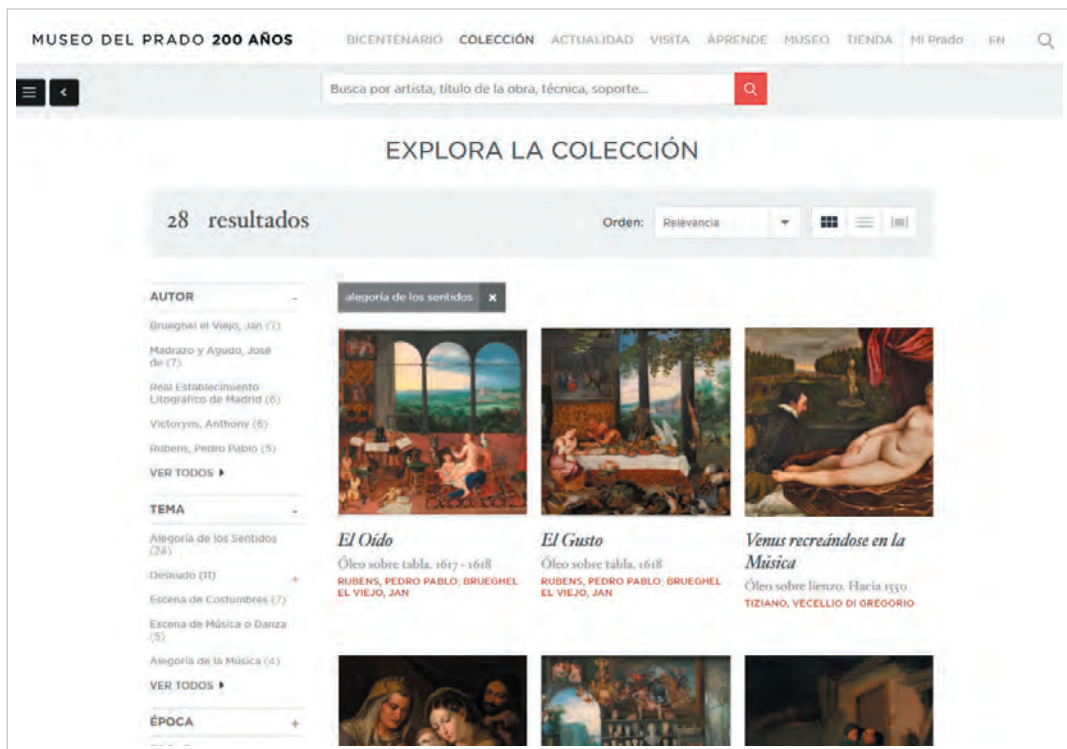 MUSEO DEL PRADO 200 AÑOS
BICENTENARIO COLECCIÓN ACTUALIDAD VISITA APRENDE MUSEO TIENDA Mi Prado EN
Busca por artista, título de la obra, técnica, soporte...
EXPLORA LA COLECCIÓN
28 resultados
Orden: Relevancia
AUTOR -
Brueghel el Viejo, Jan (7)
Madrazo y Agudo, José
de (7)
Real Establecimiento
Litográfico de Madrid (6)
Victoryns, Anthony (6)
Rubens, Pedro Pablo (5)
VER TODOS
TEMA -
Alegoría de los Sentidos
(24)
Desnudo (11) +
Escena de Costumbres (7)
Escena de Música o Danza
(5)
Alegoría de la Música (4)
VER TODOS
ÉPOCA +
alegoría de los sentidos x
El Oído
Óleo sobre tabla. 1617 - 1618
RUBENS, PEDRO PABLO; BRUEGHEL
EL VIEJO, JAN
El Gusto
Óleo sobre tabla. 1618
RUBENS, PEDRO PABLO; BRUEGHEL
EL VIEJO, JAN
Venus recreándose en la
Música
Óleo sobre lienzo. Hacia 1550
TIZIANO, VECELLIO DI GREGORIO